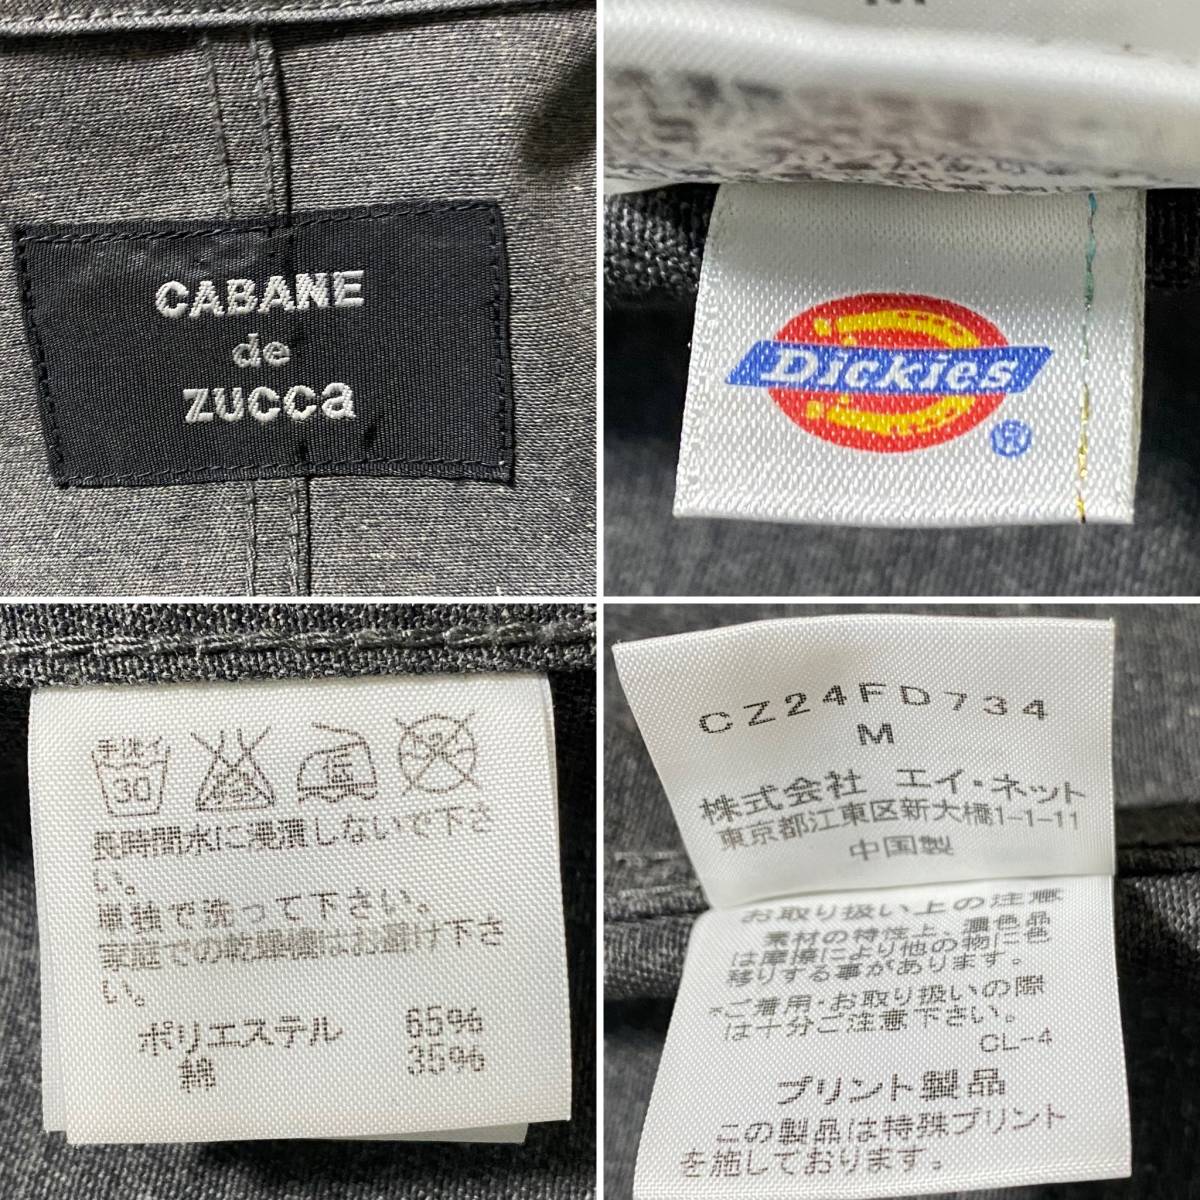 CABANE
de
zucca
M
Dickies
®
手洗イ
30
中
長時間水に浸漬しないで下さ
い。
単独で洗って下さい。
家庭での乾燥機はお避け下さ
い。
ポリエステル 65%
綿 35%
CZ24FD734
M
株式会社 エイ・ネット
東京都江東区新大橋1-1-11
中国製
お取り扱い上の注意
素材の特性上、濃色品
は摩擦により他の物に色
移りする事があります。
*ご着用・お取り扱いの際
は十分ご注意下さい。
CL-4
プリント製品
この製品は特殊プリント
を施しております。